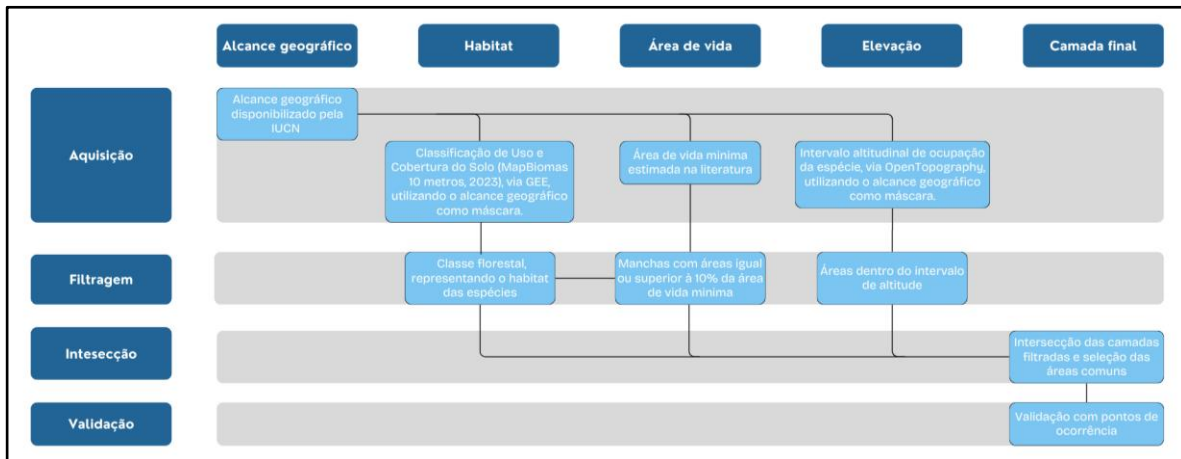 Alcance geográfico
Habitat
Área de vida
Elevação
Camada final
Aquisição
Alcance geográfico
disponibilizado pela
IUCN
Classificação de Uso e
Cobertura do Solo (MapBiomas
10 metros, 2023), via GEE,
utilizando o alcance geográfico
como máscara.
Área de vida minima
estimada na literatura
Intervalo altitudinal de ocupação
da espécie, via OpenTopography,
utilizando o alcance geográfico
como máscara.
Filtragem
Classe florestal,
representando o habitat
das espécies
Manchas com áreas igual
ou superior à 10% da área
de vida minima
Áreas dentro do intervalo
de altitude
Intesecção
Intersecção das camadas
filtradas e seleção das
áreas comuns
Validação
Validação com pontos de
ocorrência